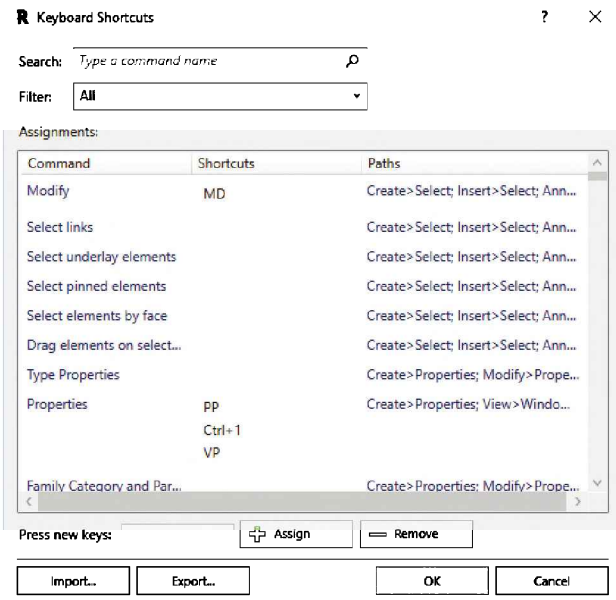 R Keyboard Shortcuts ? ×
Search: Type a command name
Filter: All
Assignments:
Command Shortcuts Paths
Modify MD Create>Select; Insert>Select; Ann...
Select links Create>Select; Insert>Select; Ann...
Select underlay elements Create>Select; Insert>Select; Ann...
Select pinned elements Create>Select; Insert>Select; Ann...
Select elements by face Create>Select; Insert>Select; Ann...
Drag elements on select... Create>Select; Insert>Select; Ann...
Type Properties Create>Properties; Modify>Prope...
Properties PP Create>Properties; View>Windo...
Ctrl+1
VP
Family Category and Par... Create>Properties; Modify>Prope...
Press new keys: Assign Remove
Import... Export... OK Cancel